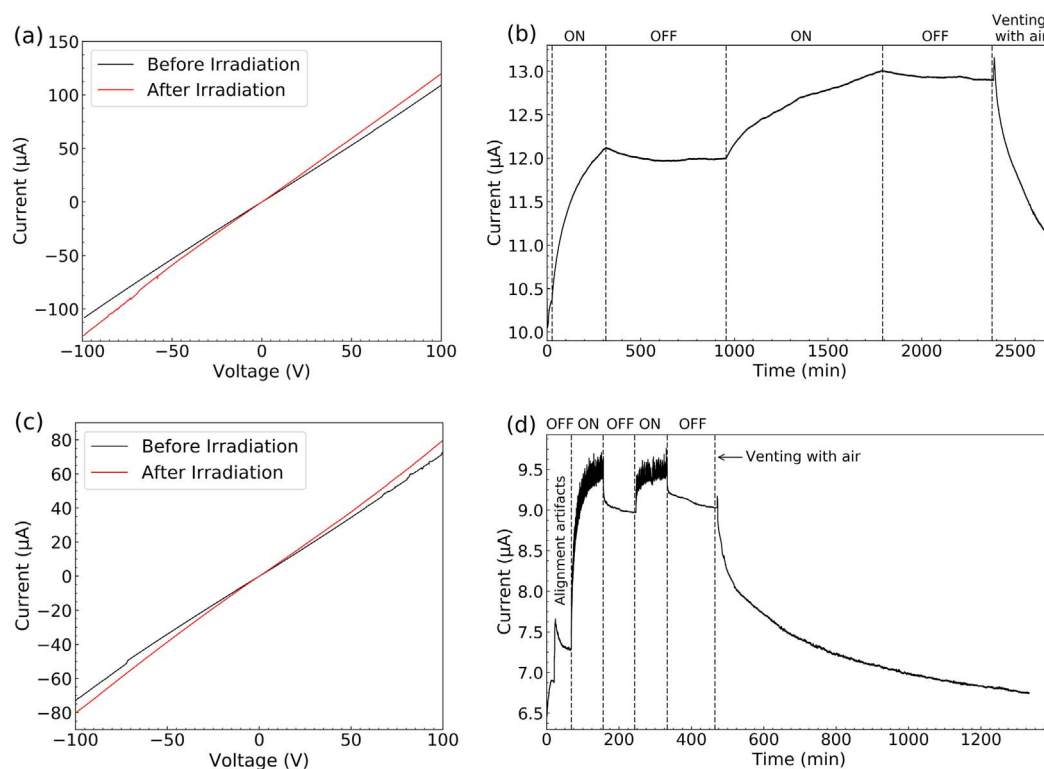 (a)
150
100
50
0
−50
−100
−100
−50
0
50
100
Current (μA)
Voltage (V)
Before Irradiation
After Irradiation
(b)
ON
OFF
ON
OFF
Venting
with air
13.0
12.5
12.0
11.5
11.0
10.5
10.0
0
500
1000
1500
2000
2500
Current (μA)
Time (min)
(c)
80
60
40
20
0
−20
−40
−60
−80
−100
−50
0
50
100
Current (μA)
Voltage (V)
Before Irradiation
After Irradiation
(d)
OFF
ON
OFF
ON
OFF
Venting with air
Alignment artifacts
9.5
9.0
8.5
8.0
7.5
7.0
6.5
0
200
400
600
800
1000
1200
Current (μA)
Time (min)